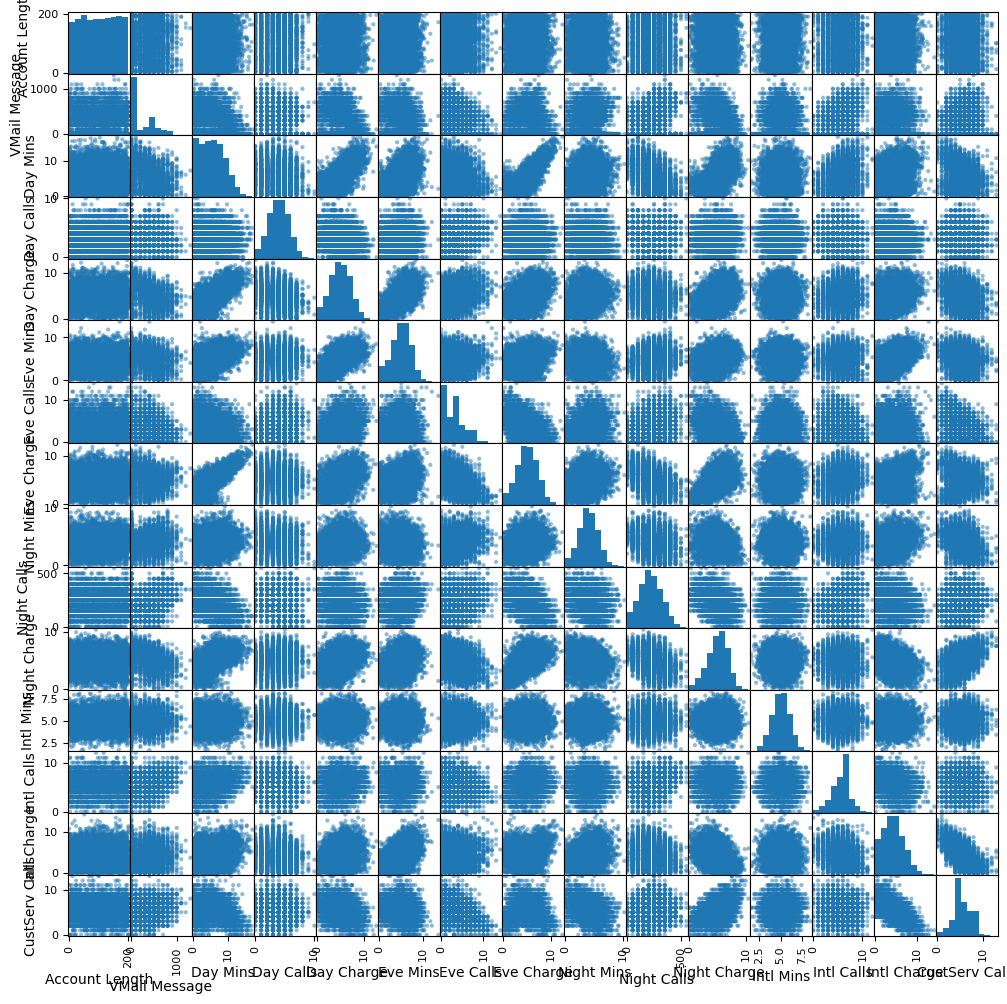 200
0
Account Length
1000
0
VMail Message
10
0
Day Mins
10
0
Day Calls
10
0
Day Charge
10
0
Eve Mins
10
0
Eve Calls
10
0
Eve Charge
10
0
Night Mins
500
0
Night Calls
10
0
Night Charge
7.5
5.0
2.5
Intl Mins
10
0
Intl Calls
10
0
Intl Charge
10
0
CustServ Calls
0 200 0 1000 0 10 0 10 0 10 0 10 0 10 0 10 0 10 0 500 0 10 2.5 5.0 7.5 0 10 0 10 0 10
Account Length VMail Message Day Mins Day Calls Day Charge Eve Mins Eve Calls Eve Charge Night Mins Night Calls Night Charge Intl Mins Intl Calls Intl Charge CustServ Cal